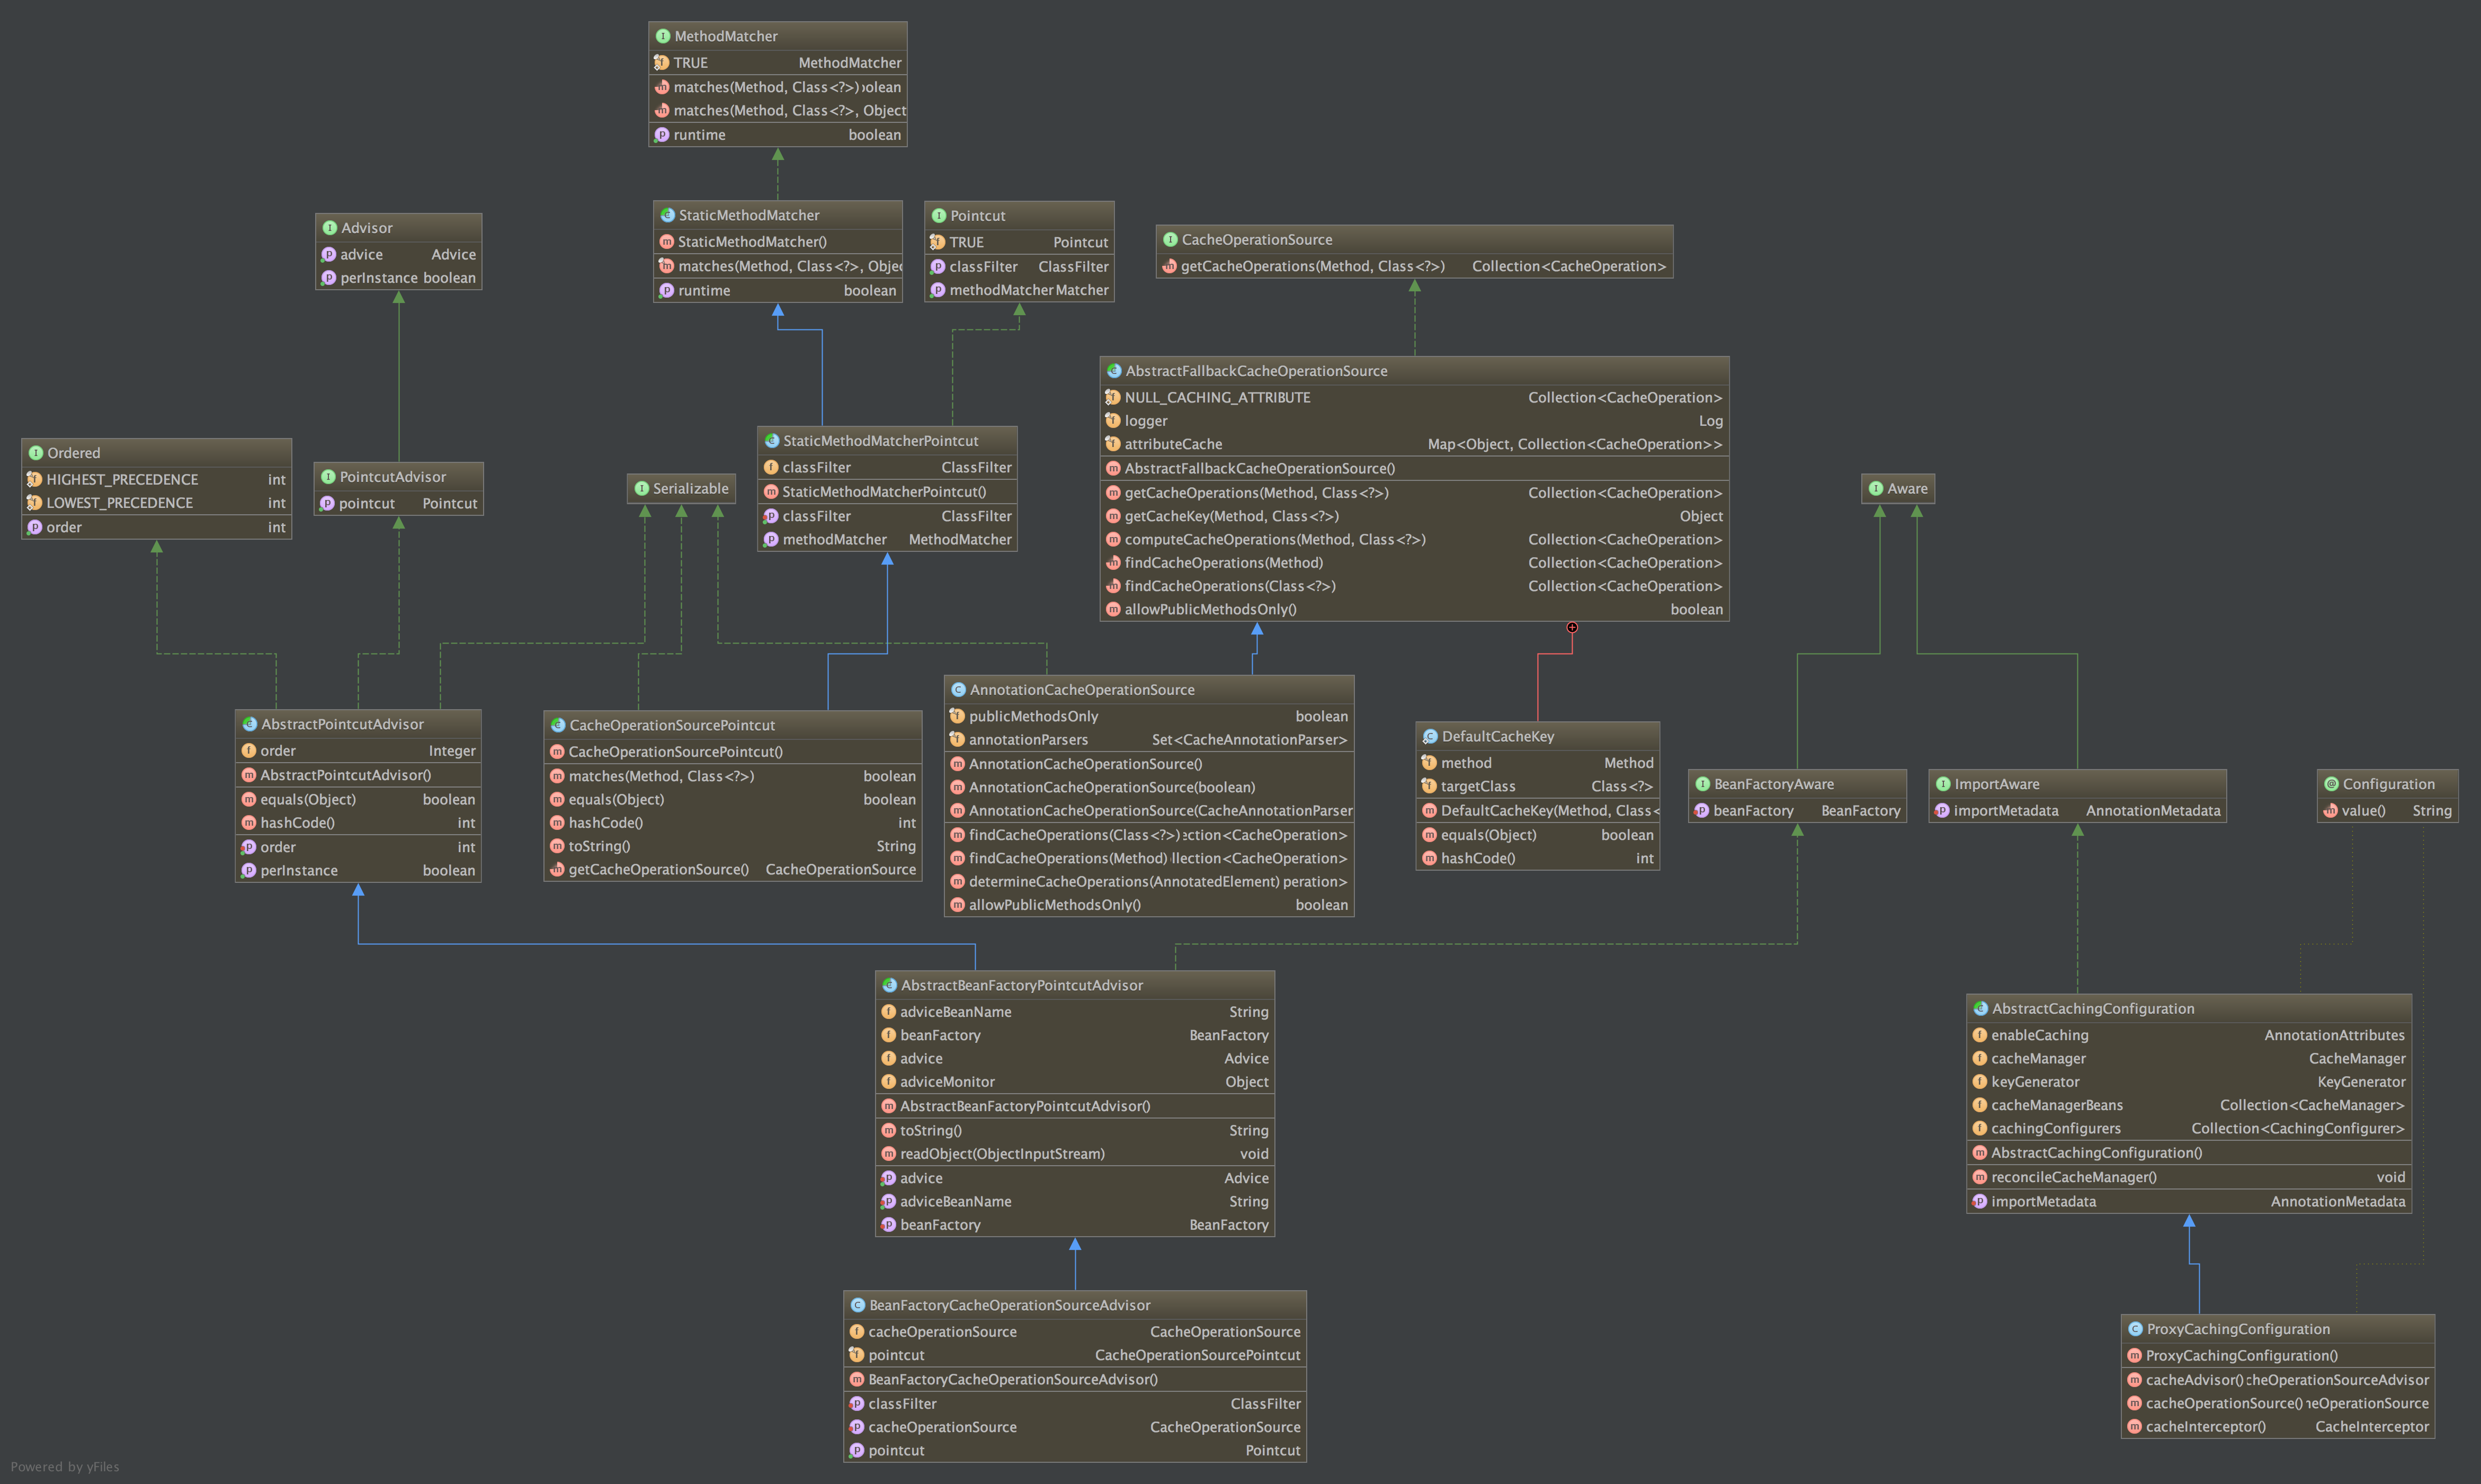 MethodMatcher
TRUE MethodMatcher
matches(Method, Class<?>) olean
matches(Method, Class<?>, Object
runtime boolean
StaticMethodMatcher
StaticMethodMatcher()
matches(Method, Class<?>, Objec
runtime boolean
Pointcut
TRUE Pointcut
classFilter ClassFilter
methodMatcher Matcher
Advisor
advice Advice
perInstance boolean
CacheOperationSource
getCacheOperations(Method, Class<?>) Collection<CacheOperation>
AbstractFallbackCacheOperationSource
NULL_CACHING_ATTRIBUTE Collection<CacheOperation>
logger Log
attributeCache Map<Object, Collection<CacheOperation>>
AbstractFallbackCacheOperationSource()
getCacheOperations(Method, Class<?>) Collection<CacheOperation>
getCacheKey(Method, Class<?>) Object
computeCacheOperations(Method, Class<?>) Collection<CacheOperation>
findCacheOperations(Method) Collection<CacheOperation>
findCacheOperations(Class<?>) Collection<CacheOperation>
allowPublicMethodsOnly() boolean
Ordered
HIGHEST_PRECEDENCE int
LOWEST_PRECEDENCE int
order int
PointcutAdvisor
pointcut Pointcut
Serializable
StaticMethodMatcherPointcut
classFilter ClassFilter
StaticMethodMatcherPointcut()
classFilter ClassFilter
methodMatcher MethodMatcher
Aware
AbstractPointcutAdvisor
order Integer
AbstractPointcutAdvisor()
equals(Object) boolean
hashCode() int
order int
perInstance boolean
CacheOperationSourcePointcut
CacheOperationSourcePointcut()
matches(Method, Class<?>) boolean
equals(Object) boolean
hashCode() int
toString() String
getCacheOperationSource() CacheOperationSource
AnnotationCacheOperationSource
publicMethodsOnly boolean
annotationParsers Set<CacheAnnotationParser>
AnnotationCacheOperationSource()
AnnotationCacheOperationSource(boolean)
AnnotationCacheOperationSource(CacheAnnotationParser
findCacheOperations(Class<?>) ction<CacheOperation>
findCacheOperations(Method) llection<CacheOperation>
determineCacheOperations(AnnotatedElement) peration>
allowPublicMethodsOnly() boolean
DefaultCacheKey
method Method
targetClass Class<?>
DefaultCacheKey(Method, Class<
equals(Object) boolean
hashCode() int
BeanFactoryAware
beanFactory BeanFactory
ImportAware
importMetadata AnnotationMetadata
Configuration
value() String
AbstractBeanFactoryPointcutAdvisor
adviceBeanName String
beanFactory BeanFactory
advice Advice
adviceMonitor Object
AbstractBeanFactoryPointcutAdvisor()
toString() String
readObject(ObjectInputStream) void
advice Advice
adviceBeanName String
beanFactory BeanFactory
AbstractCachingConfiguration
enableCaching AnnotationAttributes
cacheManager CacheManager
keyGenerator KeyGenerator
cacheManagerBeans Collection<CacheManager>
cachingConfigurers Collection<CachingConfigurer>
AbstractCachingConfiguration()
reconcileCacheManager() void
importMetadata AnnotationMetadata
BeanFactoryCacheOperationSourceAdvisor
cacheOperationSource CacheOperationSource
pointcut CacheOperationSourcePointcut
BeanFactoryCacheOperationSourceAdvisor()
classFilter ClassFilter
cacheOperationSource CacheOperationSource
pointcut Pointcut
ProxyCachingConfiguration
ProxyCachingConfiguration()
cacheAdvisor() heOperationSourceAdvisor
cacheOperationSource() eOperationSource
cacheInterceptor() CacheInterceptor
Powered by yFiles